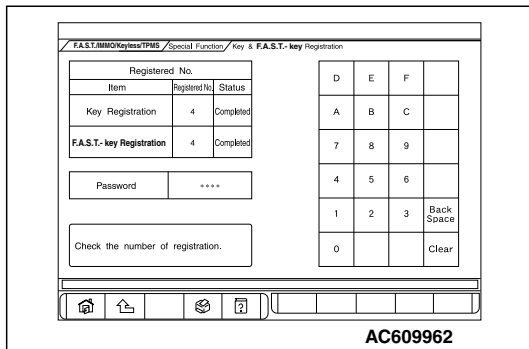 F.A.S.T./IMMO/Keyless/TPMS / Special Function / Key & F.A.S.T.- key Registration
Registered No.
Item Registered No. Status
Key Registration 4 Completed
F.A.S.T.- key Registration 4 Completed
Password ****
Check the number of registration.
D E F
A B C
7 8 9
4 5 6
1 2 3 Back Space
0 Clear
?
AC609962